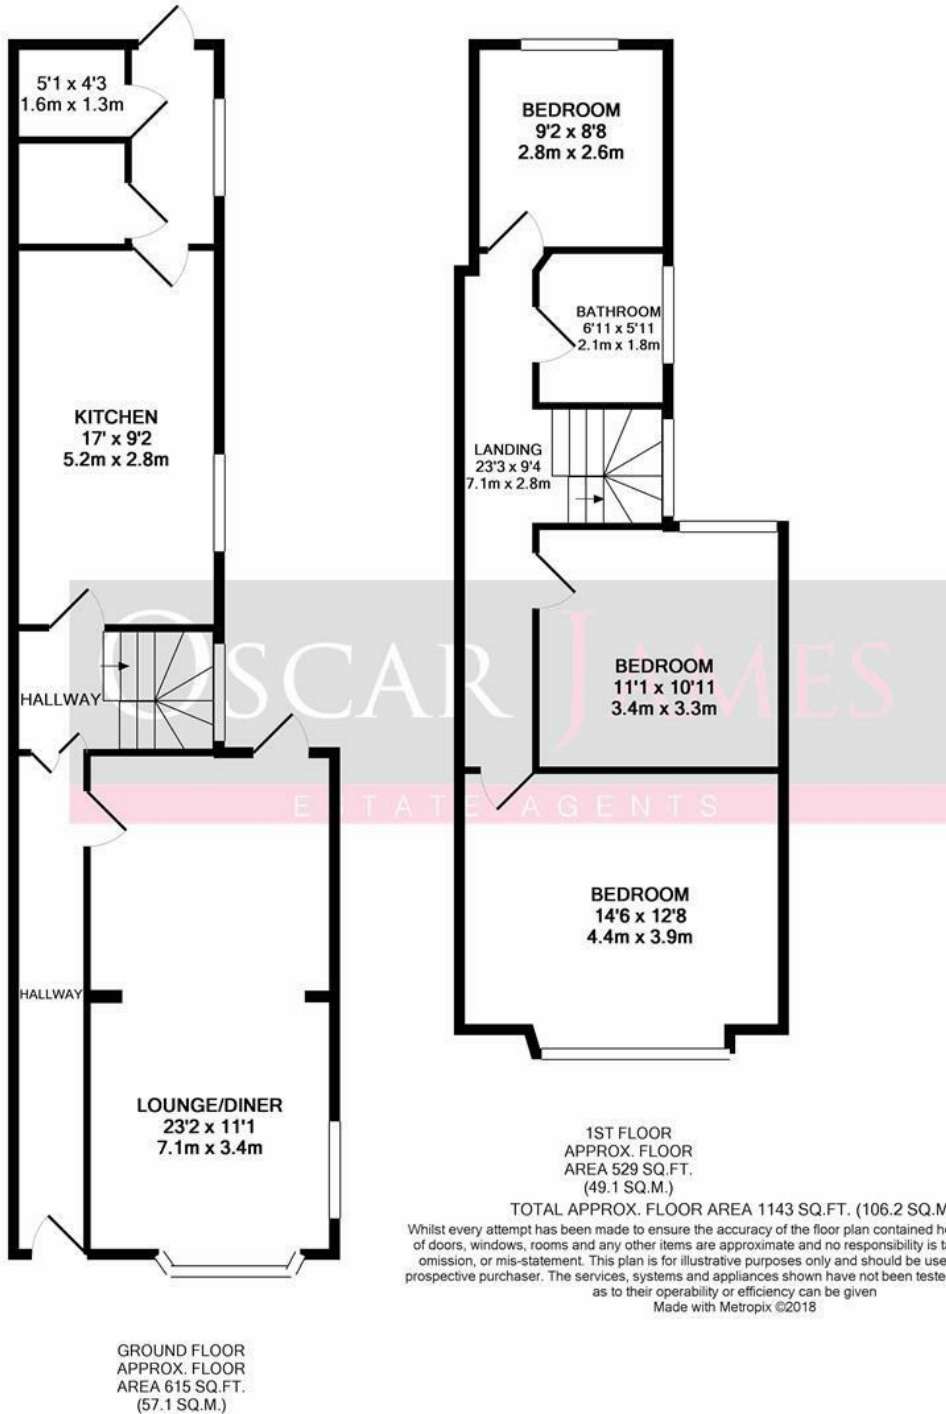 5'1 x 4'3
1.6m x 1.3m
KITCHEN
17' x 9'2
5.2m x 2.8m
HALLWAY
HALLWAY
LOUNGE/DINER
23'2 x 11'1
7.1m x 3.4m
GROUND FLOOR
APPROX. FLOOR
AREA 615 SQ.FT.
(57.1 SQ.M.)
BEDROOM
9'2 x 8'8
2.8m x 2.6m
BATHROOM
6'11 x 5'11
2.1m x 1.8m
LANDING
23'3 x 9'4
7.1m x 2.8m
BEDROOM
11'1 x 10'11
3.4m x 3.3m
BEDROOM
14'6 x 12'8
4.4m x 3.9m
OSCAR JAMES
ESTATE AGENTS
1ST FLOOR
APPROX. FLOOR
AREA 529 SQ.FT.
(49.1 SQ.M.)
TOTAL APPROX. FLOOR AREA 1143 SQ.FT. (106.2 SQ.M
Whilst every attempt has been made to ensure the accuracy of the floor plan contained
of doors, windows, rooms and any other items are approximate and no responsibility is
omission, or mis-statement. This plan is for illustrative purposes only and should be
prospective purchaser. The services, systems and appliances shown have not been
as to their operability or efficiency can be given
Made with Metropix ©2018